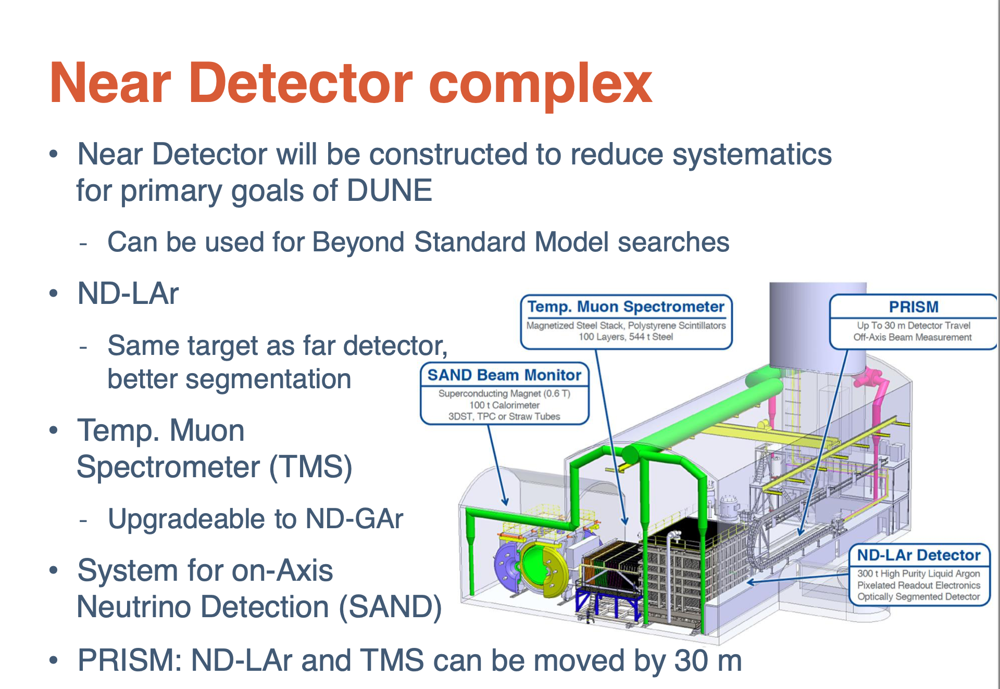 Near Detector complex
• Near Detector will be constructed to reduce systematics
for primary goals of DUNE
- Can be used for Beyond Standard Model searches
• ND-LAr
- Same target as far detector,
better segmentation
• Temp. Muon
Spectrometer (TMS)
- Upgradeable to ND-GAr
• System for on-Axis
Neutrino Detection (SAND)
• PRISM: ND-LAr and TMS can be moved by 30 m
Temp. Muon Spectrometer
Magnetized Steel Stack, Polystyrene Scintillators
100 Layers, 544 t Steel
PRISM
Up To 30 m Detector Travel
Off-Axis Beam Measurement
SAND Beam Monitor
Superconducting Magnet (0.6 T)
100 t Calorimeter
3DST, TPC or Straw Tubes
ND-LAr Detector
300 t High Purity Liquid Argon
Pixelated Readout Electronics
Optically Segmented Detector